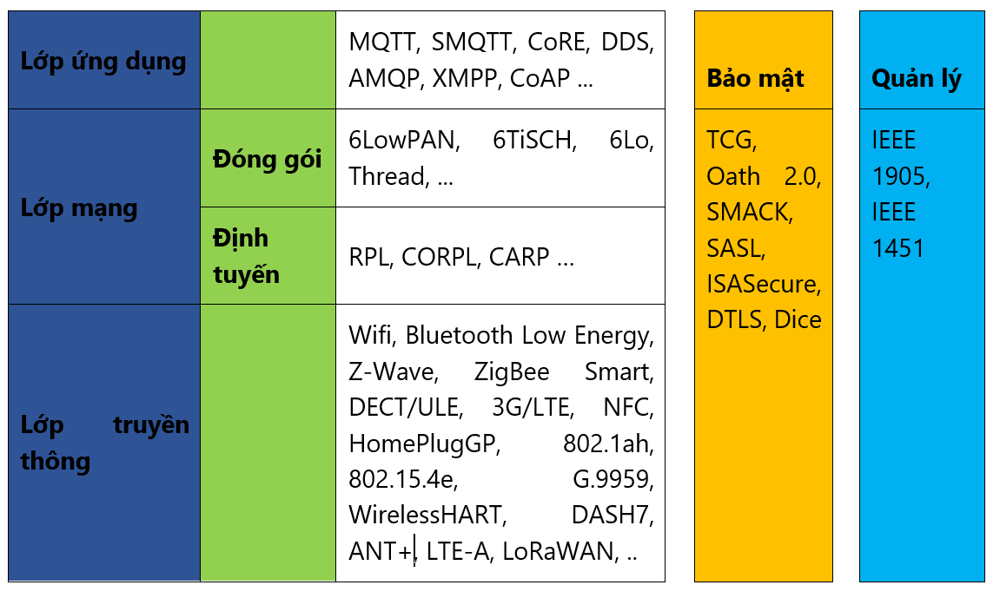 Lớp ứng dụng
MQTT, SMQTT, CoRE, DDS,
AMQP, XMPP, CoAP ...
Lớp mạng
Đóng gói
6LowPAN, 6TiSCH, 6Lo,
Thread, ...
Định
tuyến
RPL, CORPL, CARP ...
Lớp truyền
thông
Wifi, Bluetooth Low Energy,
Z-Wave, ZigBee Smart,
DECT/ULE, 3G/LTE, NFC,
HomePlugGP, 802.1ah,
802.15.4e, G.9959,
WirelessHART, DASH7,
ANT+, LTE-A, LoRaWAN, ..
Bảo mật
TCG,
Oath 2.0,
SMACK,
SASL,
ISASecure,
DTLS, Dice
Quản lý
IEEE
1905,
IEEE
1451